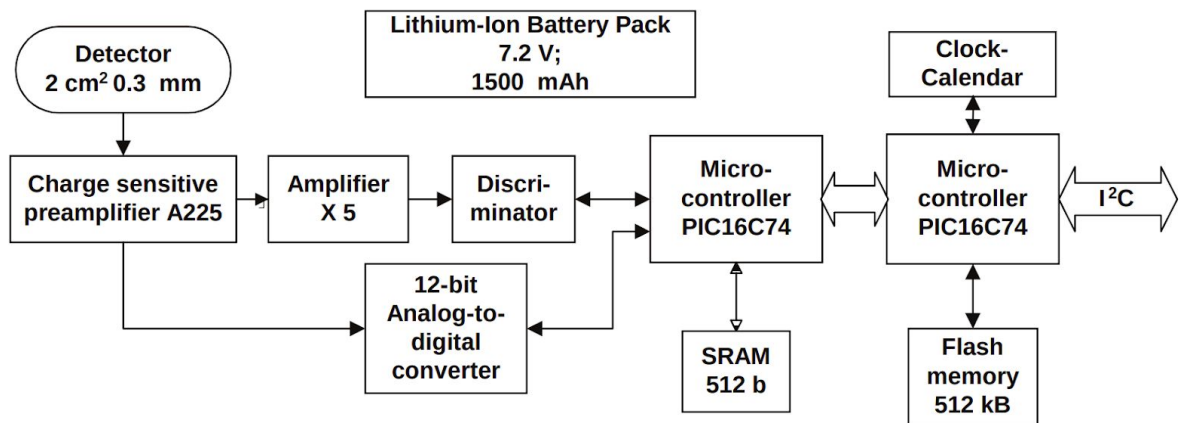 Detector
2 cm² 0.3 mm
Lithium-Ion Battery Pack
7.2 V;
1500 mAh
Clock-
Calendar
Charge sensitive
preamplifier A225
Amplifier
X 5
Discri-
minator
Micro-
controller
PIC16C74
Micro-
controller
PIC16C74
I²C
12-bit
Analog-to-
digital
converter
SRAM
512 b
Flash
memory
512 kB